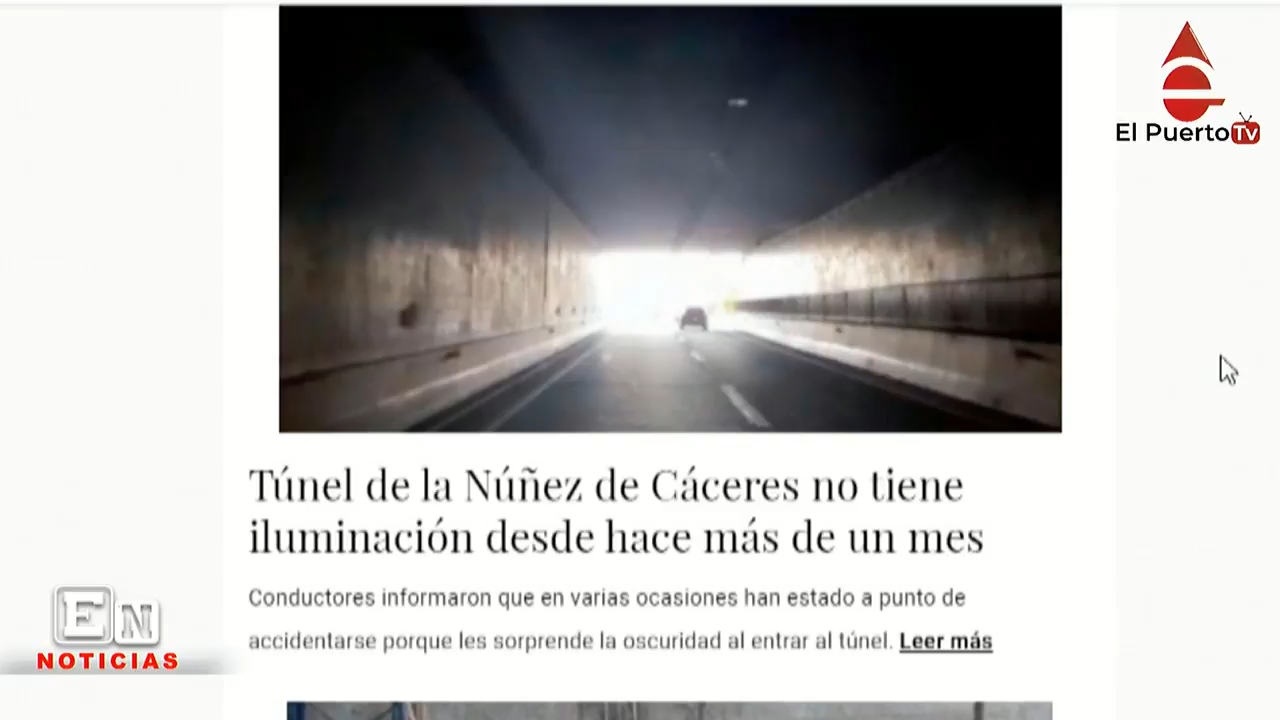 El Puerto Tv
Túnel de la Núñez de Cáceres no tiene
iluminación desde hace más de un mes
Conductores informaron que en varias ocasiones han estado a punto de
accidentarse porque les sorprende la oscuridad al entrar al túnel. Leer más
EN
NOTICIAS